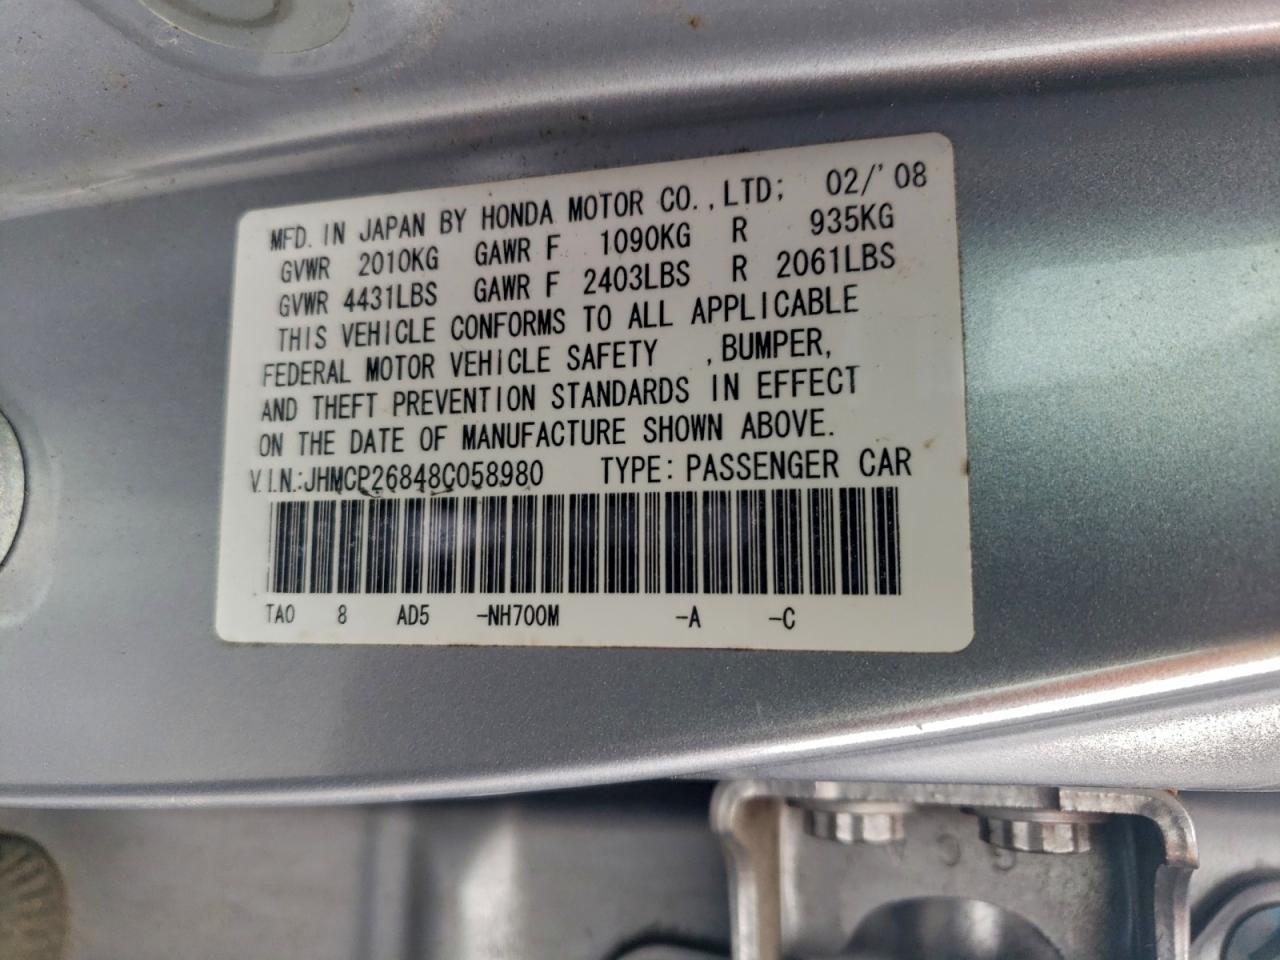 MFD. IN JAPAN BY HONDA MOTOR CO., LTD; 02/'08
GVWR 2010KG GAWR F 1090KG R 935KG
GVWR 4431LBS GAWR F 2403LBS R 2061LBS
THIS VEHICLE CONFORMS TO ALL APPLICABLE
FEDERAL MOTOR VEHICLE SAFETY , BUMPER,
AND THEFT PREVENTION STANDARDS IN EFFECT
ON THE DATE OF MANUFACTURE SHOWN ABOVE.
V.I.N.:JHMCP26848C058980 TYPE: PASSENGER CAR
TA0 8 AD5 -NH700M -A -C